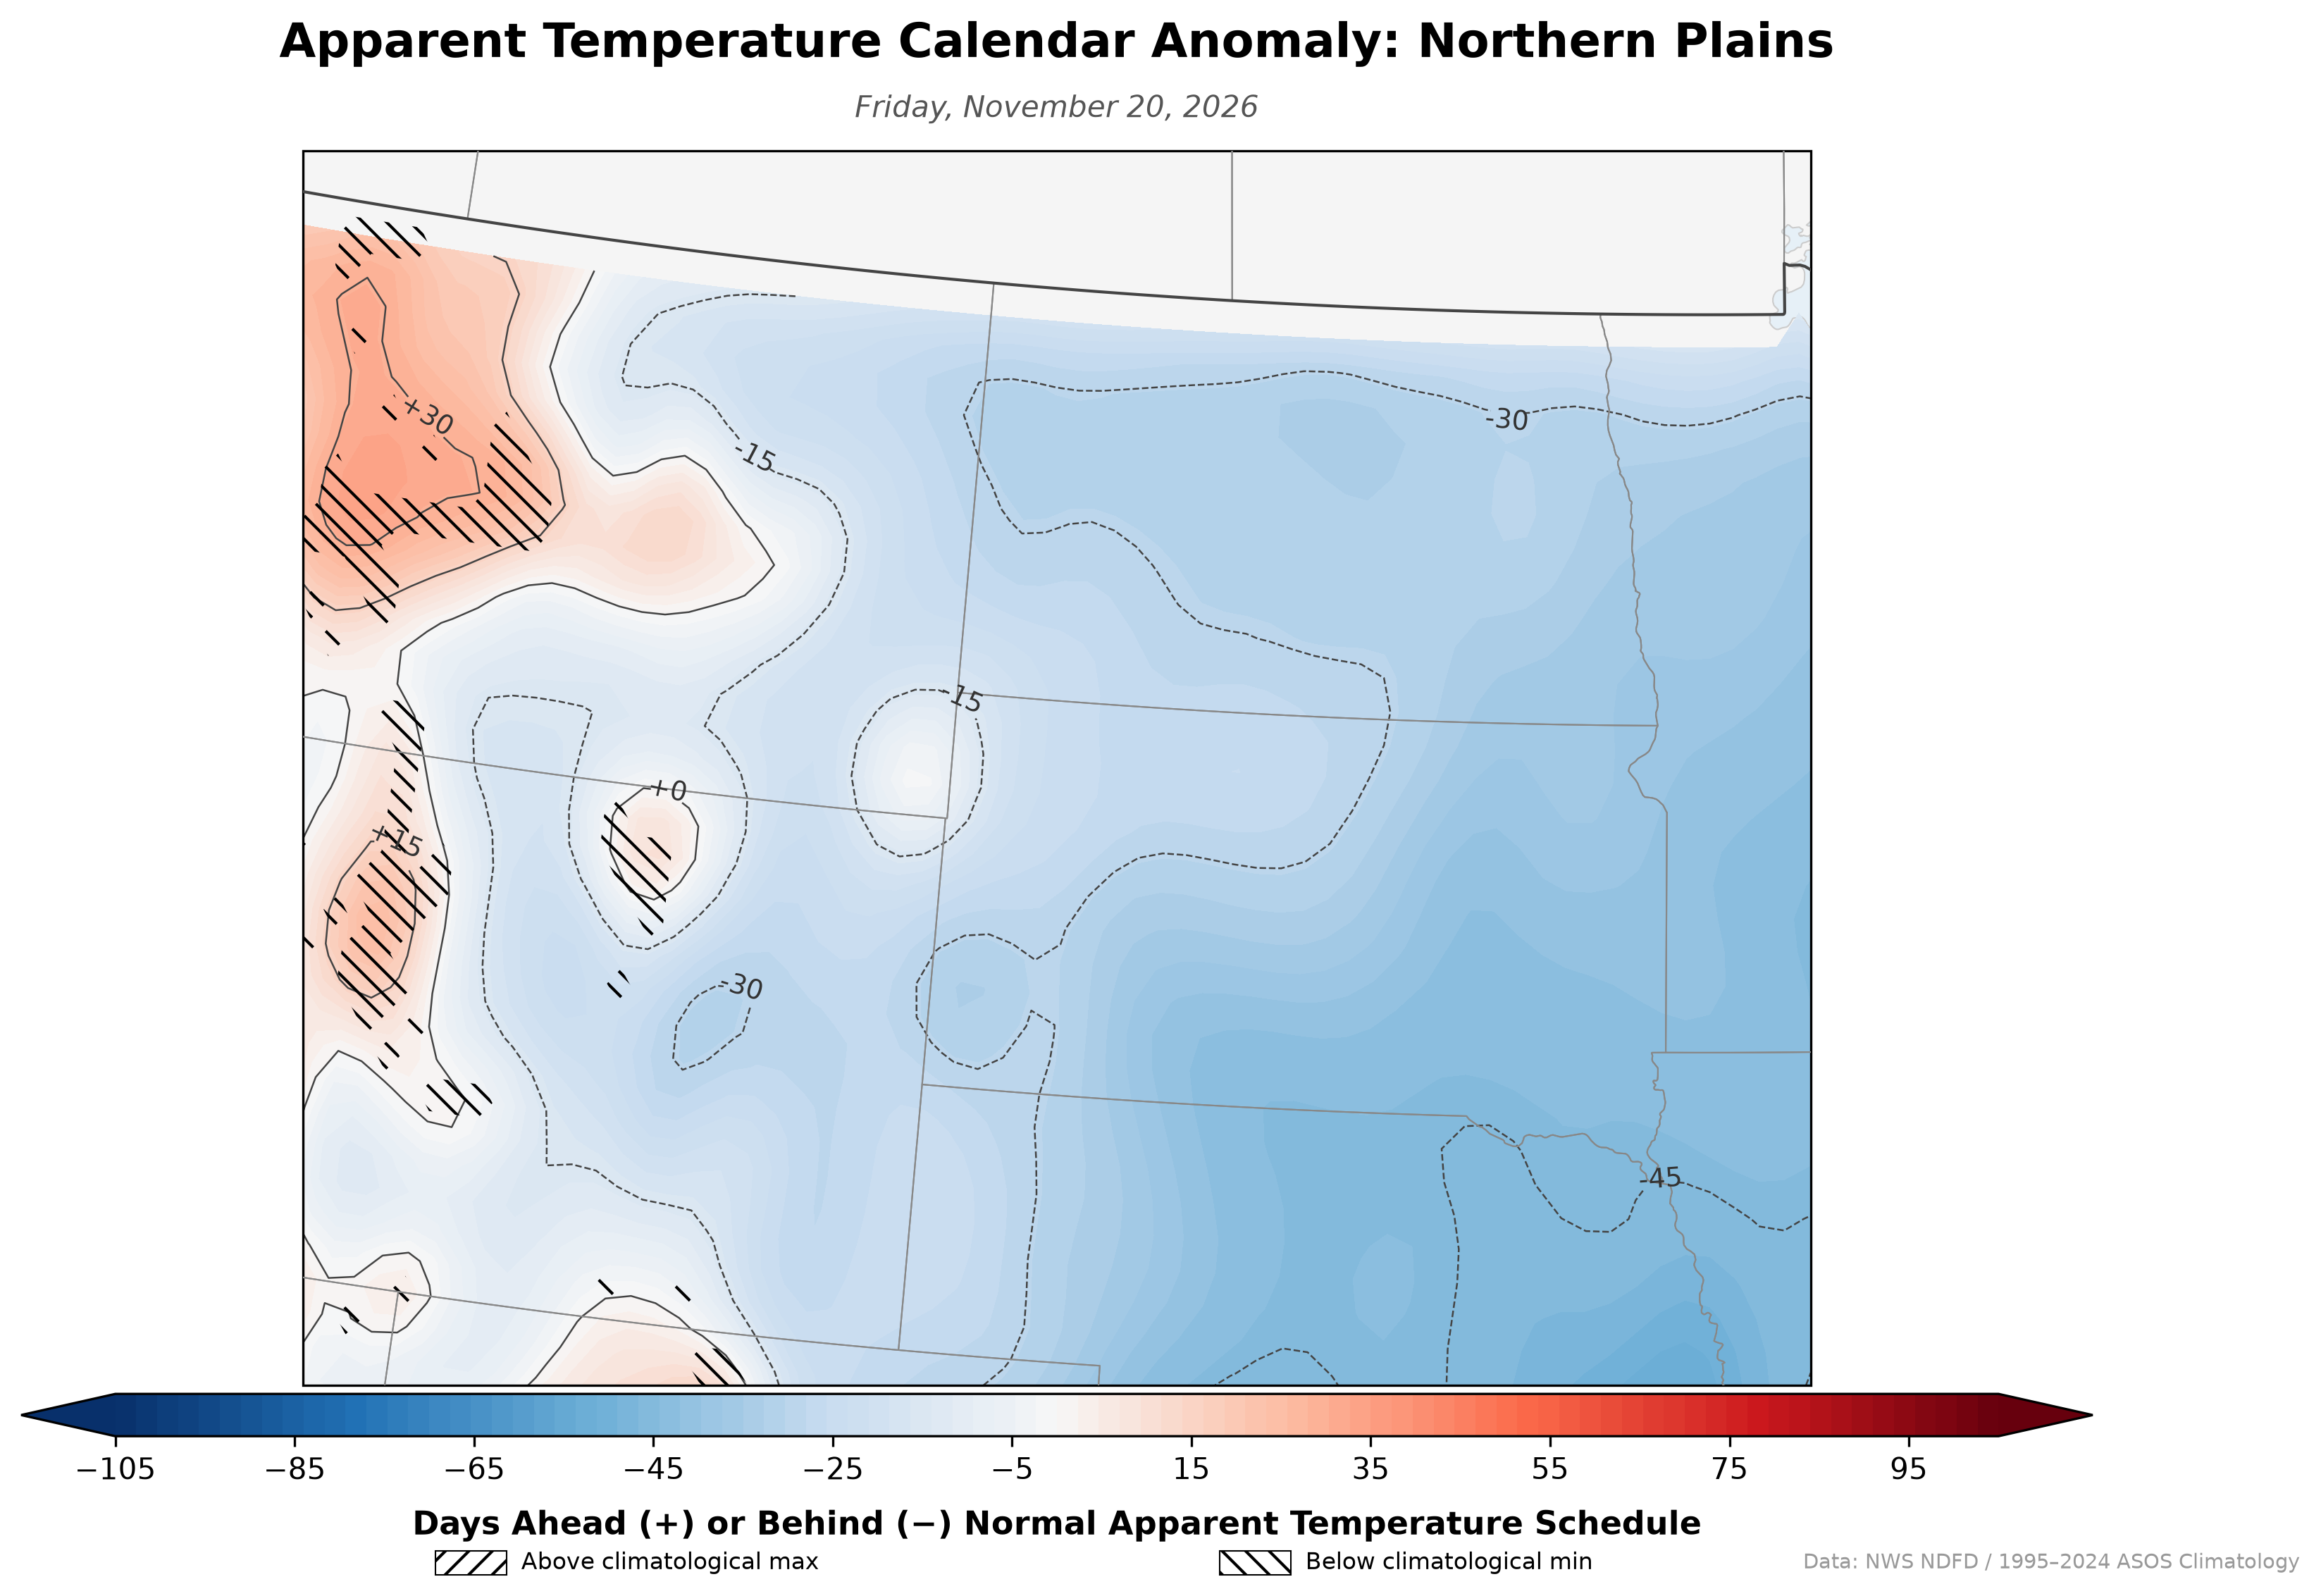 Apparent Temperature Calendar Anomaly: Northern Plains
Friday, November 20, 2026
+30
-30
-15
-15
+0
+15
-30
-45
−105 −85 −65 −45 −25 −5 15 35 55 75 95
Days Ahead (+) or Behind (−) Normal Apparent Temperature Schedule
Above climatological max
Below climatological min
Data: NWS NDFD / 1995–2024 ASOS Climatology